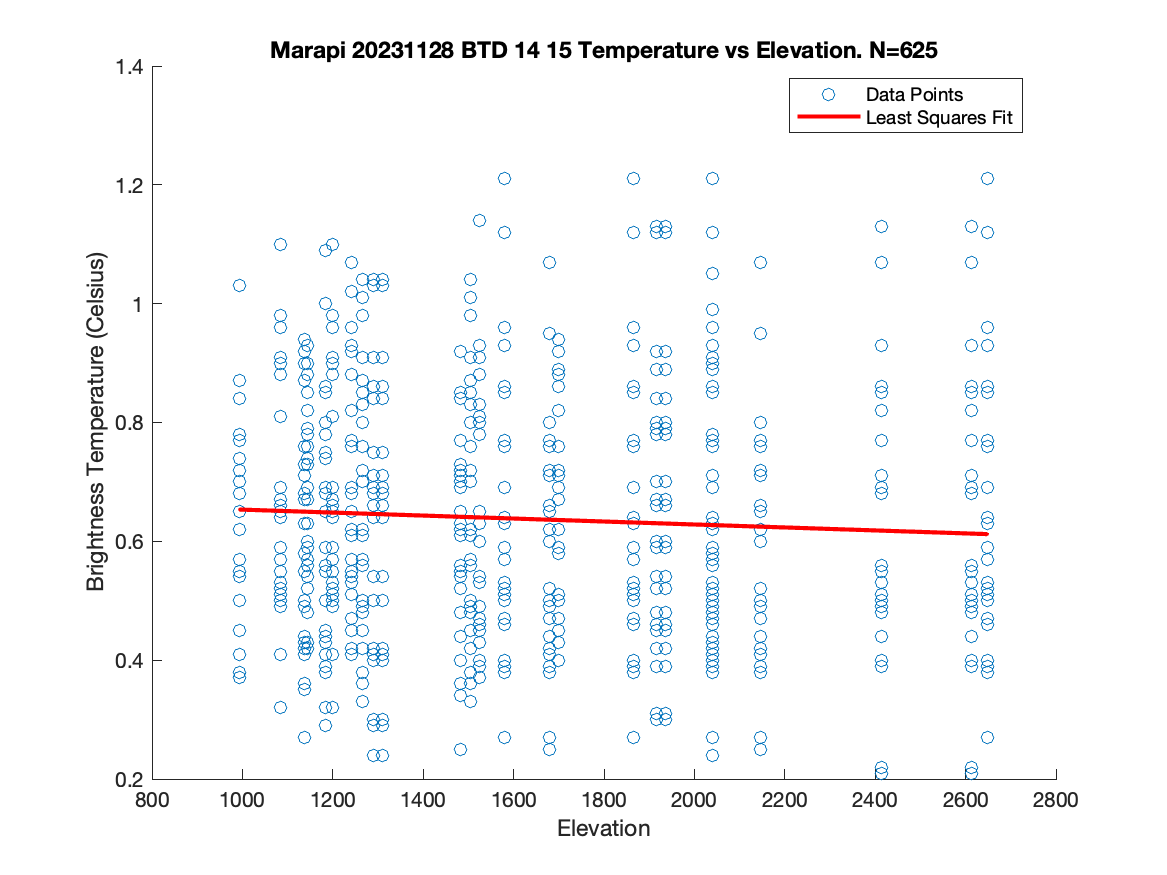 Marapi 20231128 BTD 14 15 Temperature vs Elevation. N=625
Data Points
Least Squares Fit
Brightness Temperature (Celsius)
1.4
1.2
1
0.8
0.6
0.4
0.2
800 1000 1200 1400 1600 1800 2000 2200 2400 2600 2800
Elevation